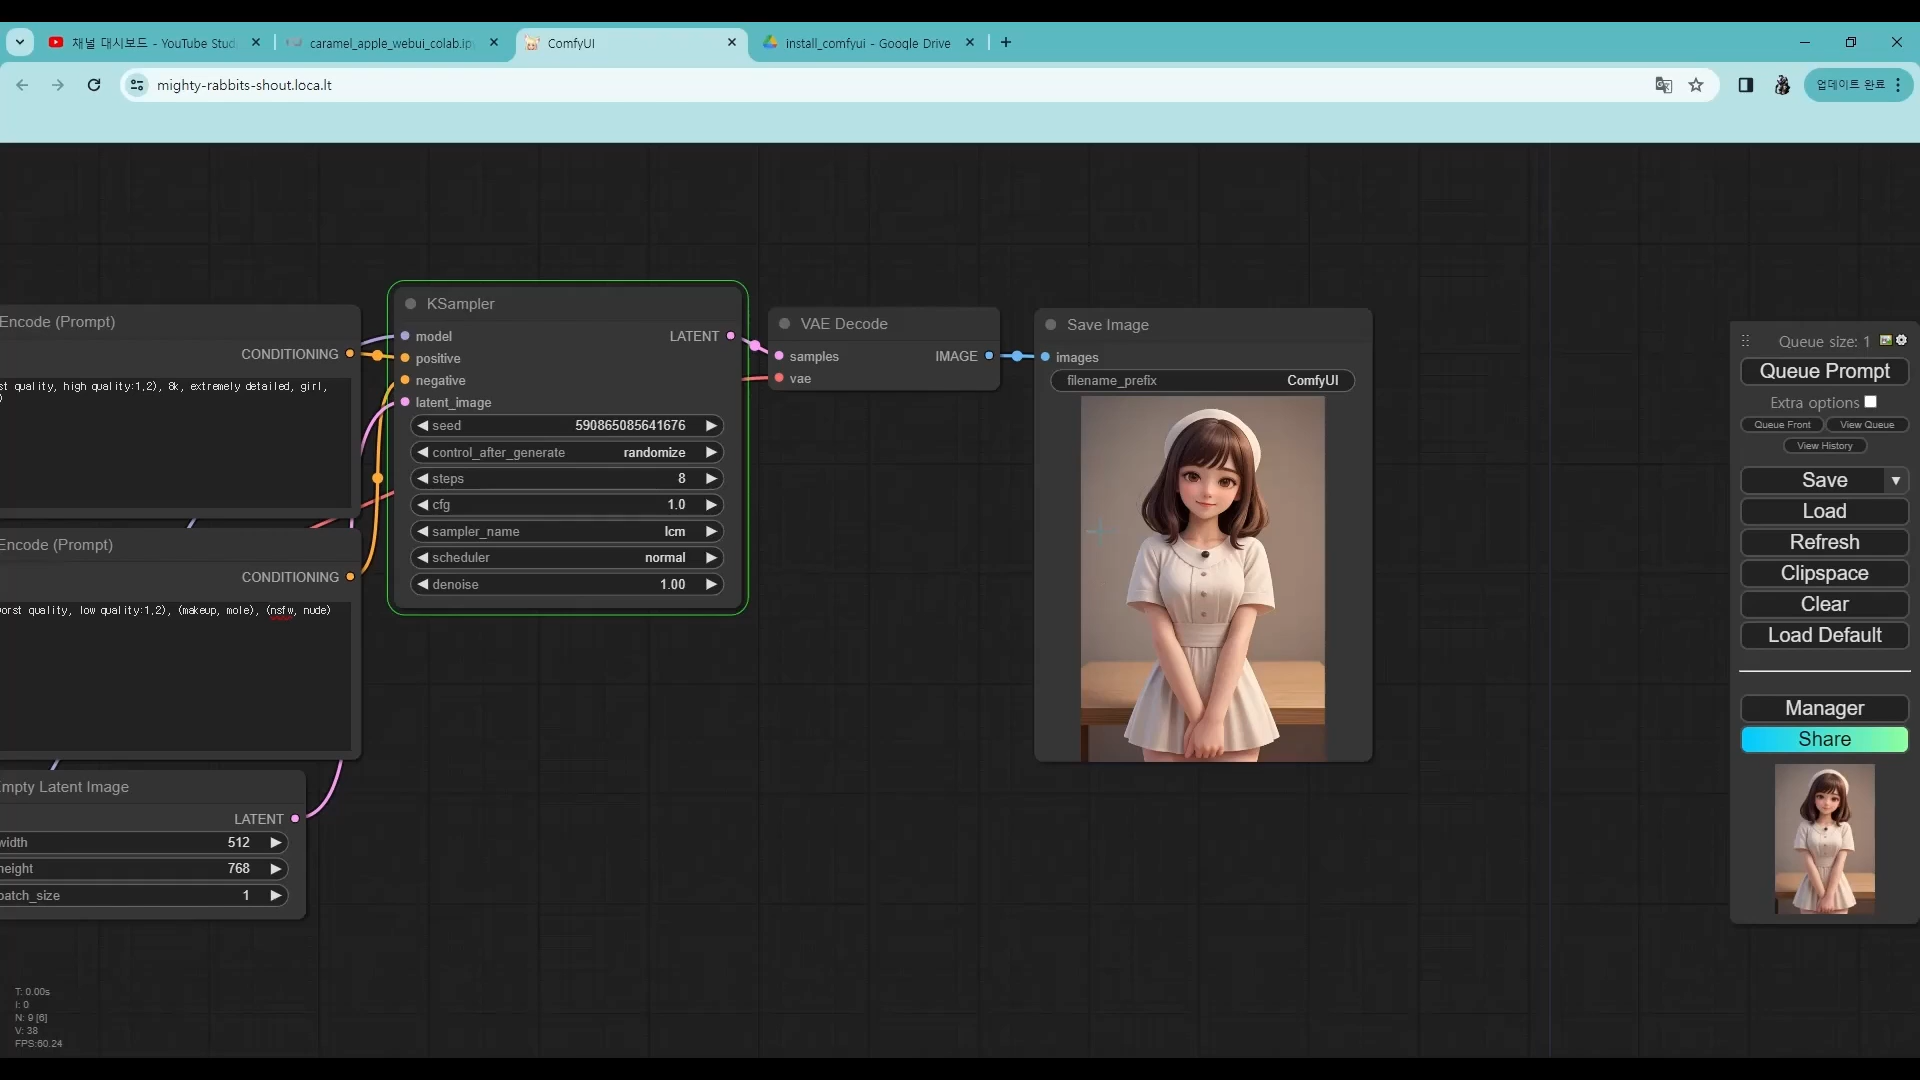 채널 대시보드 - YouTube Stud
caramel_apple_webui_colab.ip
ComfyUI
install_comfyui - Google Drive
mighty-rabbits-shout.loca.lt
업데이트 완료
Encode (Prompt)
CONDITIONING
st quality, high quality:1,2), 8k, extremely detailed, girl,
)
Encode (Prompt)
CONDITIONING
orst quality, low quality:1,2), (makeup, mole), (nsfw, nude)
mpty Latent Image
LATENT
width 512
height 768
batch_size 1
KSampler
model LATENT
positive
negative
latent_image
seed 590865085641676
control_after_generate randomize
steps 8
cfg 1.0
sampler_name lcm
scheduler normal
denoise 1.00
VAE Decode
samples IMAGE
vae
Save Image
images
filename_prefix ComfyUI
Queue size: 1
Queue Prompt
Extra options
Queue Front View Queue
View History
Save
Load
Refresh
Clipspace
Clear
Load Default
Manager
Share
T: 0.00s
I: 0
N: 9 [6]
V: 38
FPS:60.24